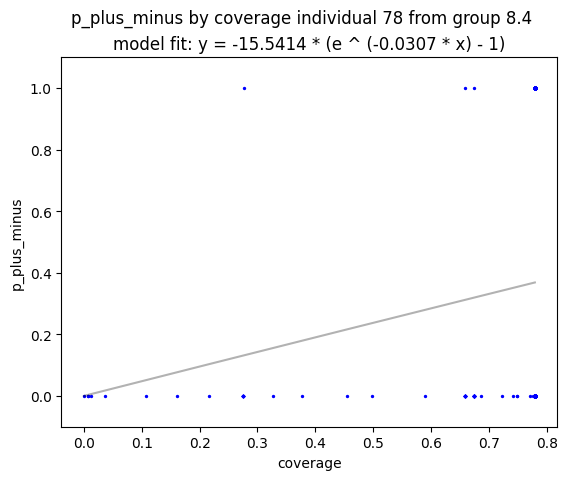 p_plus_minus by coverage individual 78 from group 8.4
model fit: y = -15.5414 * (e ^ (-0.0307 * x) - 1)
1.0
0.8
0.6
0.4
0.2
0.0
p_plus_minus
0.0 0.1 0.2 0.3 0.4 0.5 0.6 0.7 0.8
coverage